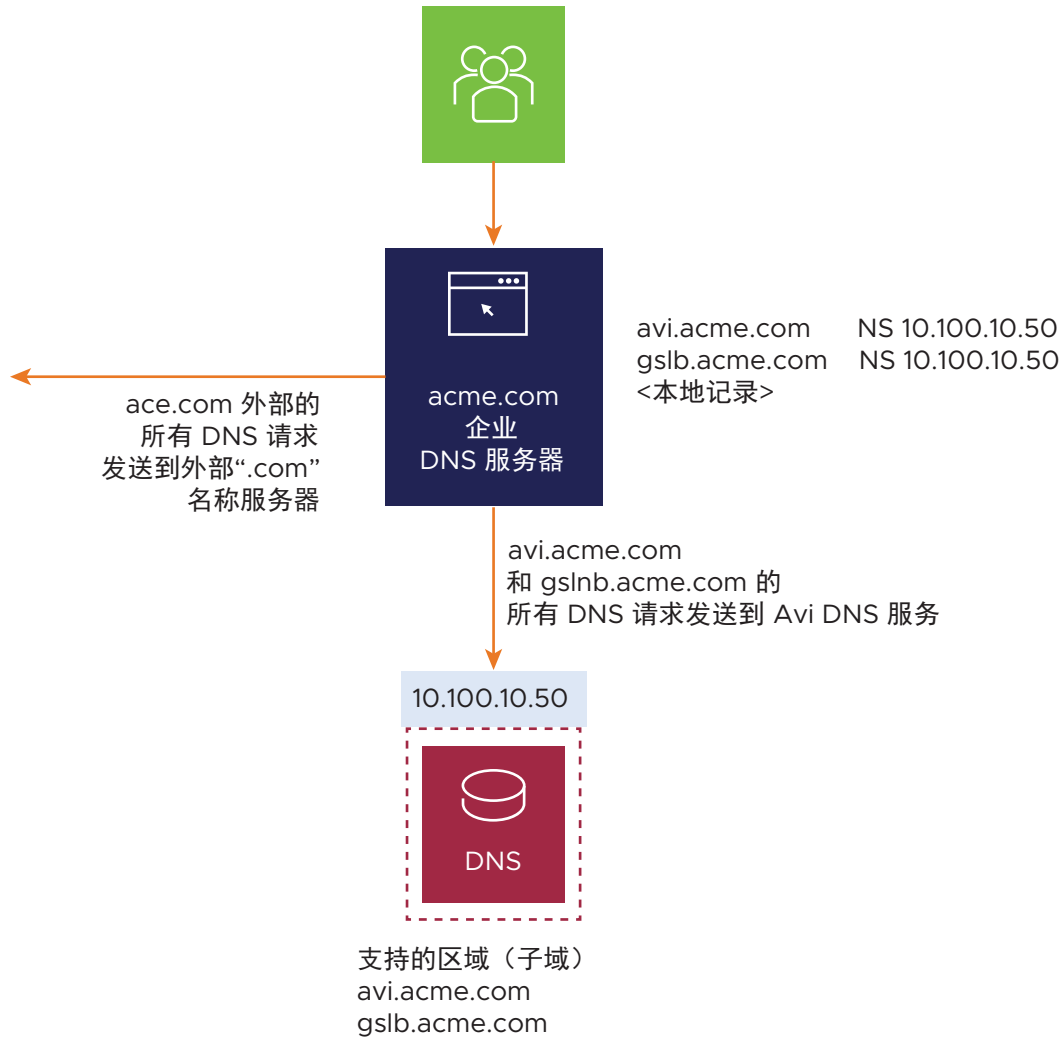 avi.acme.com NS 10.100.10.50
gslb.acme.com NS 10.100.10.50
<本地记录>
acme.com
企业
DNS 服务器
ace.com 外部的
所有 DNS 请求
发送到外部“.com”
名称服务器
avi.acme.com
和 gslnb.acme.com 的
所有 DNS 请求发送到 Avi DNS 服务
10.100.10.50
DNS
支持的区域（子域）
avi.acme.com
gslb.acme.com